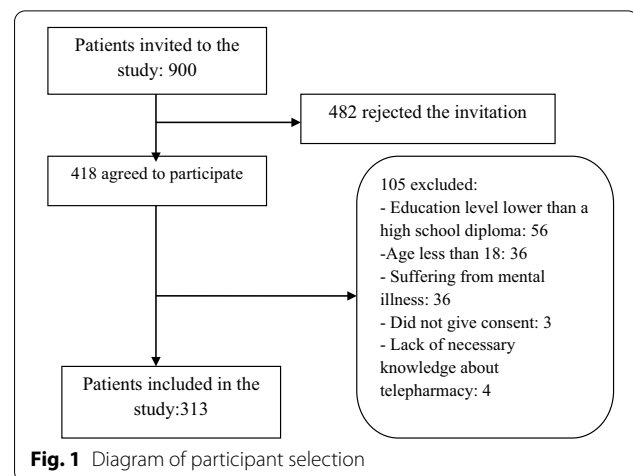 Patients invited to the
study: 900
482 rejected the invitation
418 agreed to participate
105 excluded:
- Education level lower than a
high school diploma: 56
-Age less than 18: 36
- Suffering from mental
illness: 36
- Did not give consent: 3
- Lack of necessary
knowledge about
telepharmacy: 4
Patients included in the
study:313
Fig. 1 Diagram of participant selection